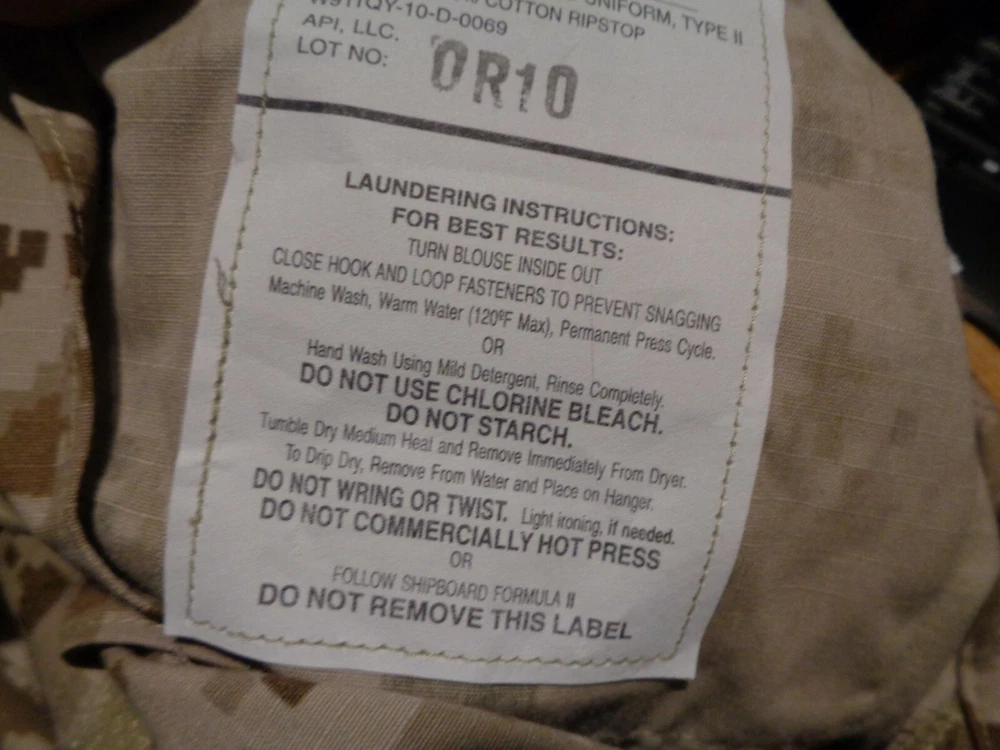 UNIFORM, TYPE II
COTTON RIPSTOP
W911QY-10-D-0069
API, LLC.
LOT NO: OR10
LAUNDERING INSTRUCTIONS:
FOR BEST RESULTS:
TURN BLOUSE INSIDE OUT
CLOSE HOOK AND LOOP FASTENERS TO PREVENT SNAGGING
Machine Wash, Warm Water (120ºF Max), Permanent Press Cycle.
OR
Hand Wash Using Mild Detergent, Rinse Completely.
DO NOT USE CHLORINE BLEACH.
DO NOT STARCH.
Tumble Dry Medium Heat and Remove Immediately From Dryer.
To Drip Dry, Remove From Water and Place on Hanger.
DO NOT WRING OR TWIST. Light ironing, if needed.
DO NOT COMMERCIALLY HOT PRESS
OR
FOLLOW SHIPBOARD FORMULA II
DO NOT REMOVE THIS LABEL